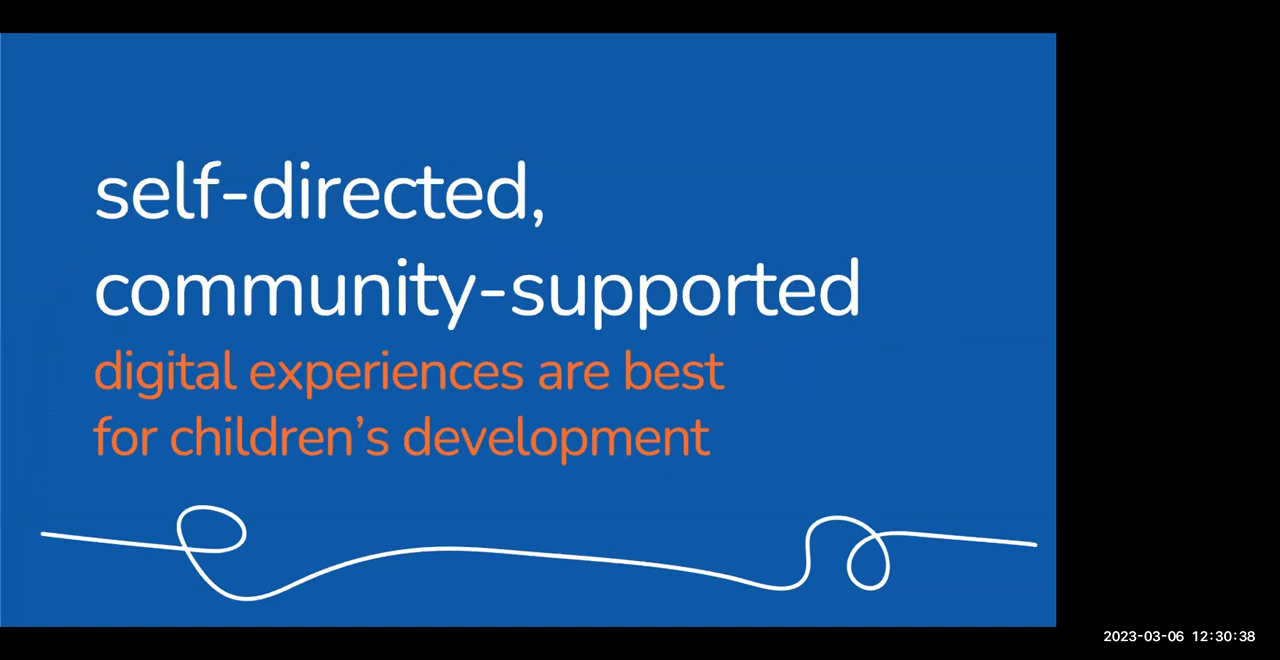 self-directed,
community-supported
digital experiences are best
for children’s development
2023-03-06 12:30:38